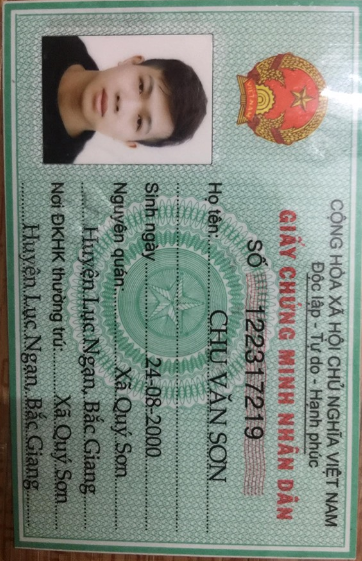 CỘNG HÒA XÃ HỘI CHỦ NGHĨA VIỆT NAM
Độc lập - Tự do - Hạnh phúc
GIẤY CHỨNG MINH NHÂN DÂN
SỐ 122317219
Họ tên: CHU VĂN SƠN
Sinh ngày 24-08-2000
Nguyên quán: Xã Quý Sơn
Huyện Lục Ngạn, Bắc Giang
Nơi ĐKHK thường trú: Xã Quý Sơn
Huyện Lục Ngạn, Bắc Giang